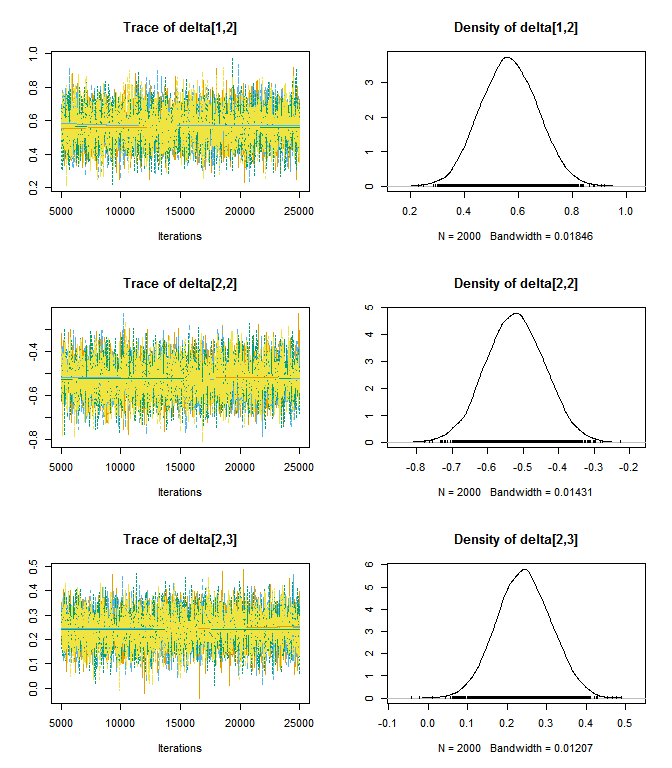 Trace of delta[1,2]
1.0
0.8
0.6
0.4
0.2
5000 10000 15000 20000 25000
Iterations
Density of delta[1,2]
3
2
1
0
0.2 0.4 0.6 0.8 1.0
N = 2000 Bandwidth = 0.01846
Trace of delta[2,2]
-0.4
-0.6
-0.8
5000 10000 15000 20000 25000
Iterations
Density of delta[2,2]
5
4
3
2
1
0
-0.8 -0.7 -0.6 -0.5 -0.4 -0.3 -0.2
N = 2000 Bandwidth = 0.01431
Trace of delta[2,3]
0.5
0.4
0.3
0.2
0.1
0.0
5000 10000 15000 20000 25000
Iterations
Density of delta[2,3]
6
5
4
3
2
1
0
-0.1 0.0 0.1 0.2 0.3 0.4 0.5
N = 2000 Bandwidth = 0.01207